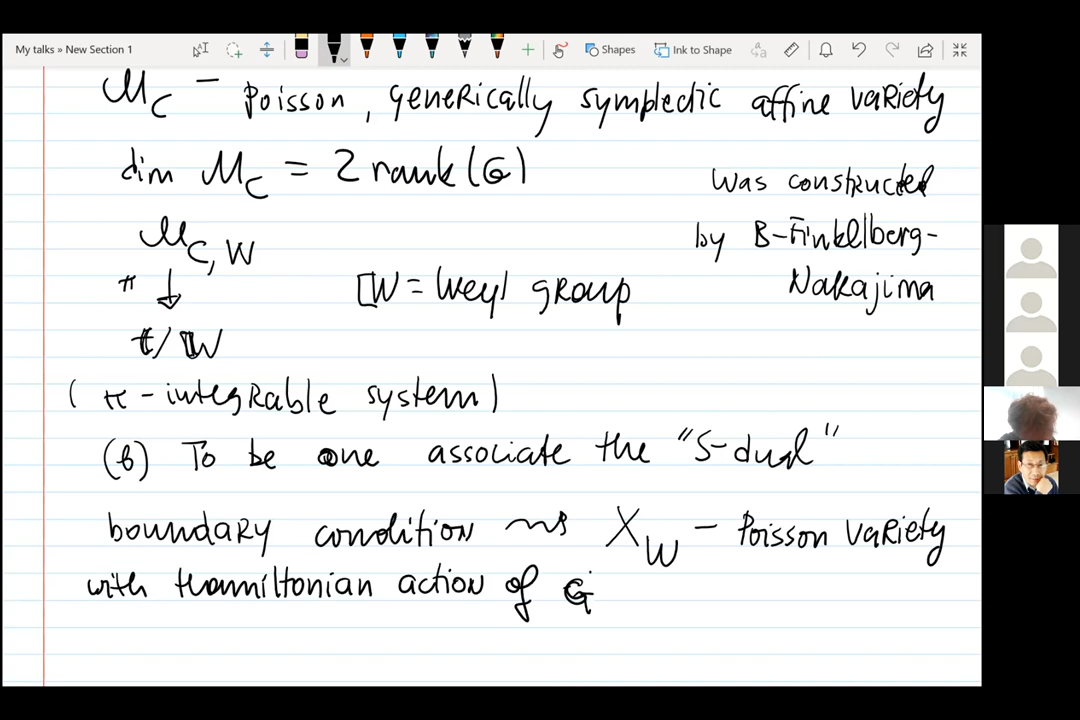 My talks » New Section 1
Shapes
Ink to Shape
M_C – Poisson, generically symplectic affine variety
dim M_C = 2 rank(G)
was constructed
by B-Finkelberg-
Nakajima
M_{C,W}
π ↓
[W = Weyl group
t/W
(π - integrable system)
(b) To be one associate the "S-dual"
boundary condition ⇝ X_W – Poisson variety
with Hamiltonian action of G